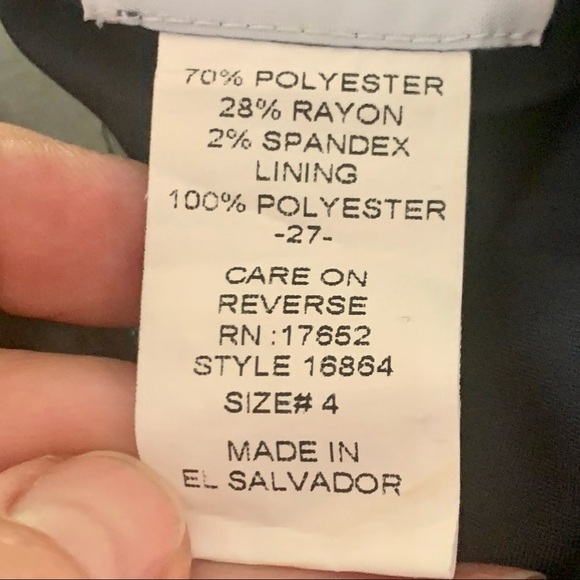 70% POLYESTER
28% RAYON
2% SPANDEX
LINING
100% POLYESTER
-27-
CARE ON
REVERSE
RN :17652
STYLE 16864
SIZE# 4
MADE IN
EL SALVADOR